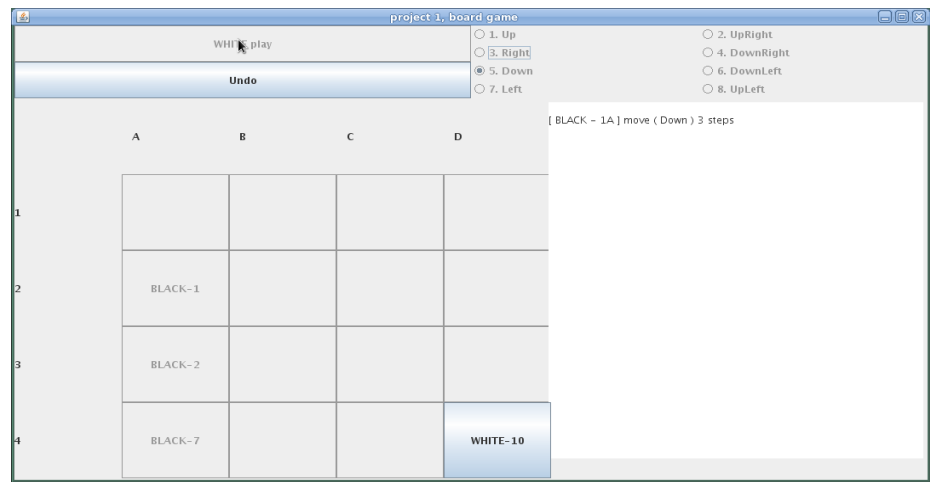 project 1, board game
WHITE play
Undo
1. Up
2. UpRight
3. Right
4. DownRight
5. Down
6. DownLeft
7. Left
8. UpLeft
[ BLACK - 1A ] move ( Down ) 3 steps
A B C D
1
2 BLACK-1
3 BLACK-2
4 BLACK-7 WHITE-10